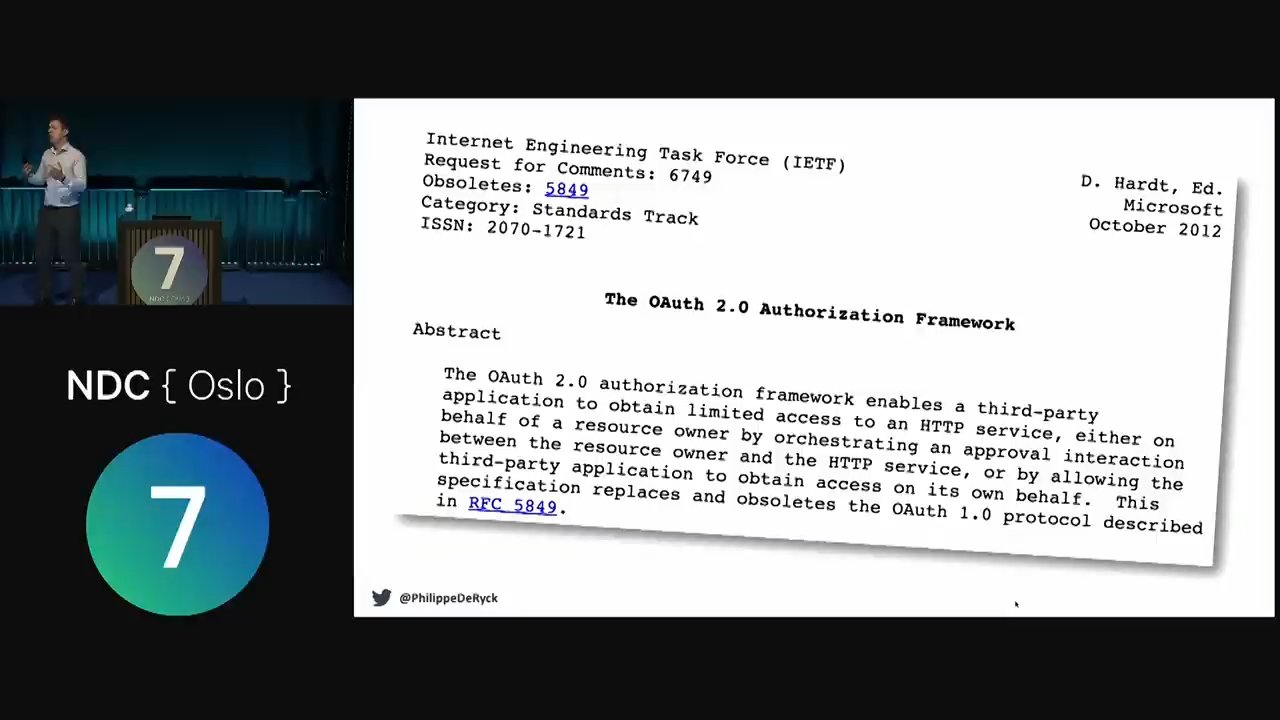 Internet Engineering Task Force (IETF)
Request for Comments: 6749
Obsoletes: 5849
Category: Standards Track
ISSN: 2070-1721
D. Hardt, Ed.
Microsoft
October 2012
The OAuth 2.0 Authorization Framework
Abstract
The OAuth 2.0 authorization framework enables a third-party
application to obtain limited access to an HTTP service, either on
behalf of a resource owner by orchestrating an approval interaction
between the resource owner and the HTTP service, or by allowing the
third-party application to obtain access on its own behalf. This
specification replaces and obsoletes the OAuth 1.0 protocol described
in RFC 5849.
@PhilippeDeRyck
7
NDC { Oslo }
NDC { Oslo }
7